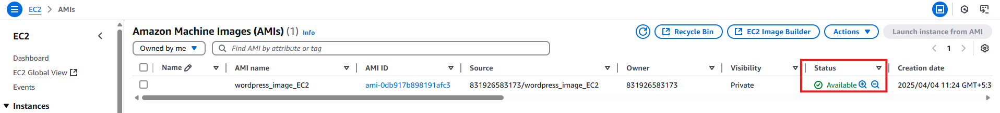 EC2 > AMIs
EC2
Dashboard
EC2 Global View
Events
Instances
Amazon Machine Images (AMIs) (1) Info
Recycle Bin
EC2 Image Builder
Actions
Launch instance from AMI
Owned by me
Find AMI by attribute or tag
1
Name AMI name AMI ID Source Owner Visibility Status Creation date
wordpress_image_EC2 ami-0db917b898191afc3 831926583173/wordpress_image_EC2 831926583173 Private Available 2025/04/04 11:24 GMT+5:3